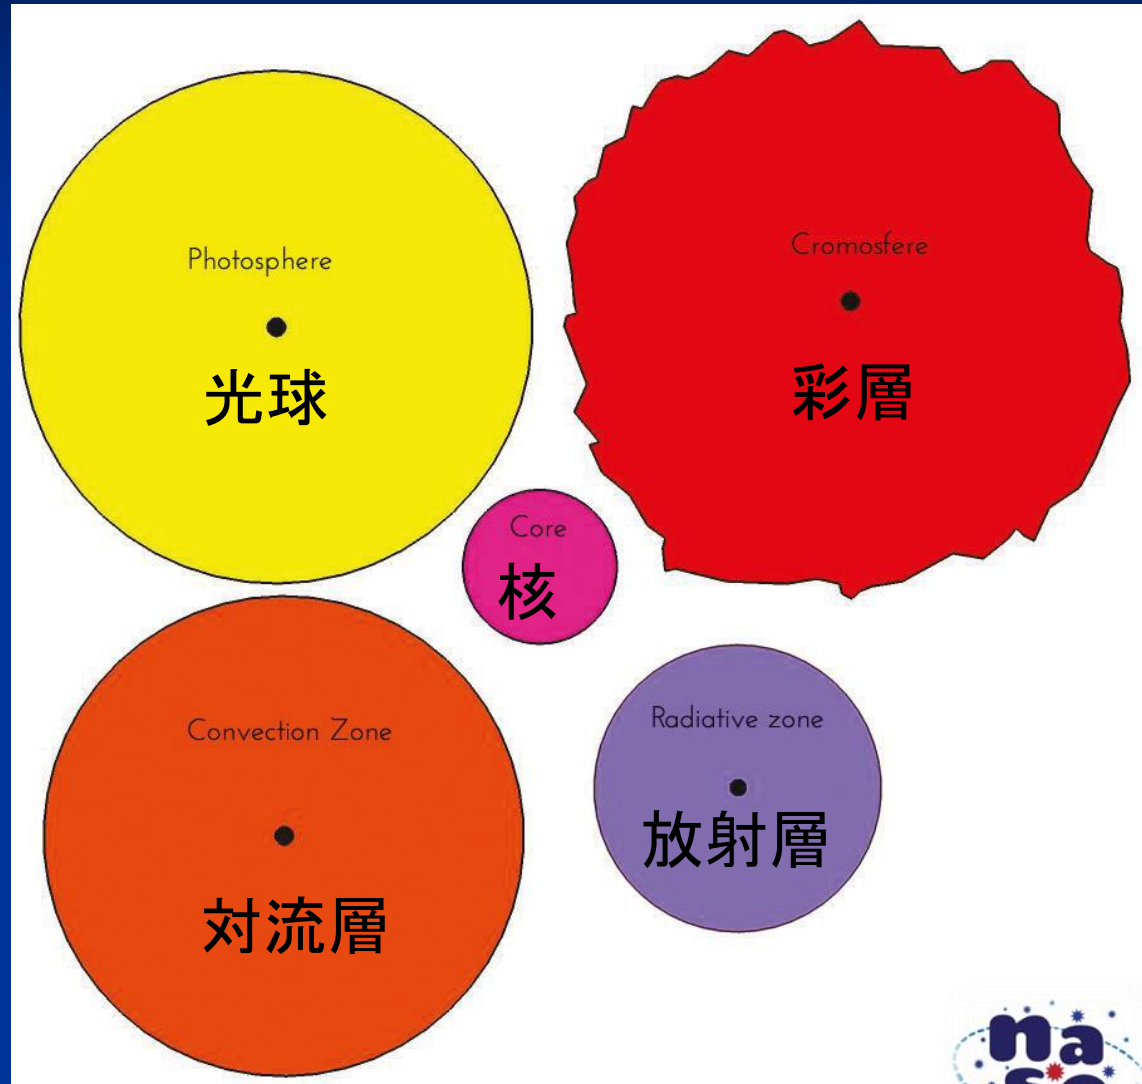 Photosphere
光球
Cromosfere
彩層
Core
核
Convection Zone
対流層
Radiative zone
放射層
na